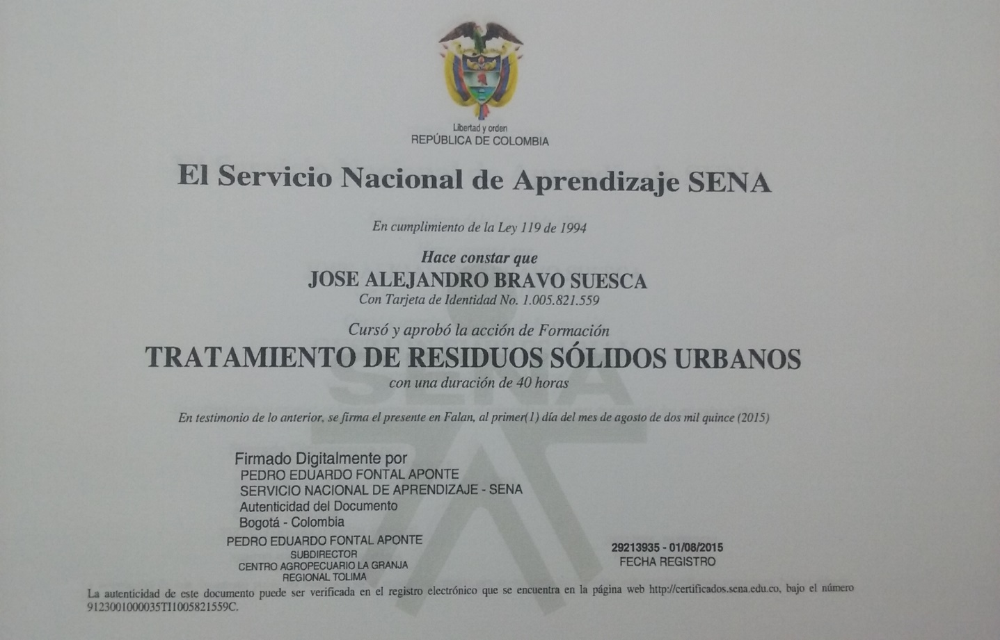 Libertad y orden
REPÚBLICA DE COLOMBIA
El Servicio Nacional de Aprendizaje SENA
En cumplimiento de la Ley 119 de 1994
Hace constar que
JOSE ALEJANDRO BRAVO SUESCA
Con Tarjeta de Identidad No. 1.005.821.559
Cursó y aprobó la acción de Formación
TRATAMIENTO DE RESIDUOS SÓLIDOS URBANOS
con una duración de 40 horas
SENA
En testimonio de lo anterior, se firma el presente en Falan, al primer(1) día del mes de agosto de dos mil quince (2015)
Firmado Digitalmente por
PEDRO EDUARDO FONTAL APONTE
SERVICIO NACIONAL DE APRENDIZAJE - SENA
Autenticidad del Documento
Bogotá - Colombia
PEDRO EDUARDO FONTAL APONTE
SUBDIRECTOR
CENTRO AGROPECUARIO LA GRANJA
REGIONAL TOLIMA
29213935 - 01/08/2015
FECHA REGISTRO
La autenticidad de este documento puede ser verificada en el registro electrónico que se encuentra en la página web http://certificados.sena.edu.co, bajo el número
9123001000035TI1005821559C.